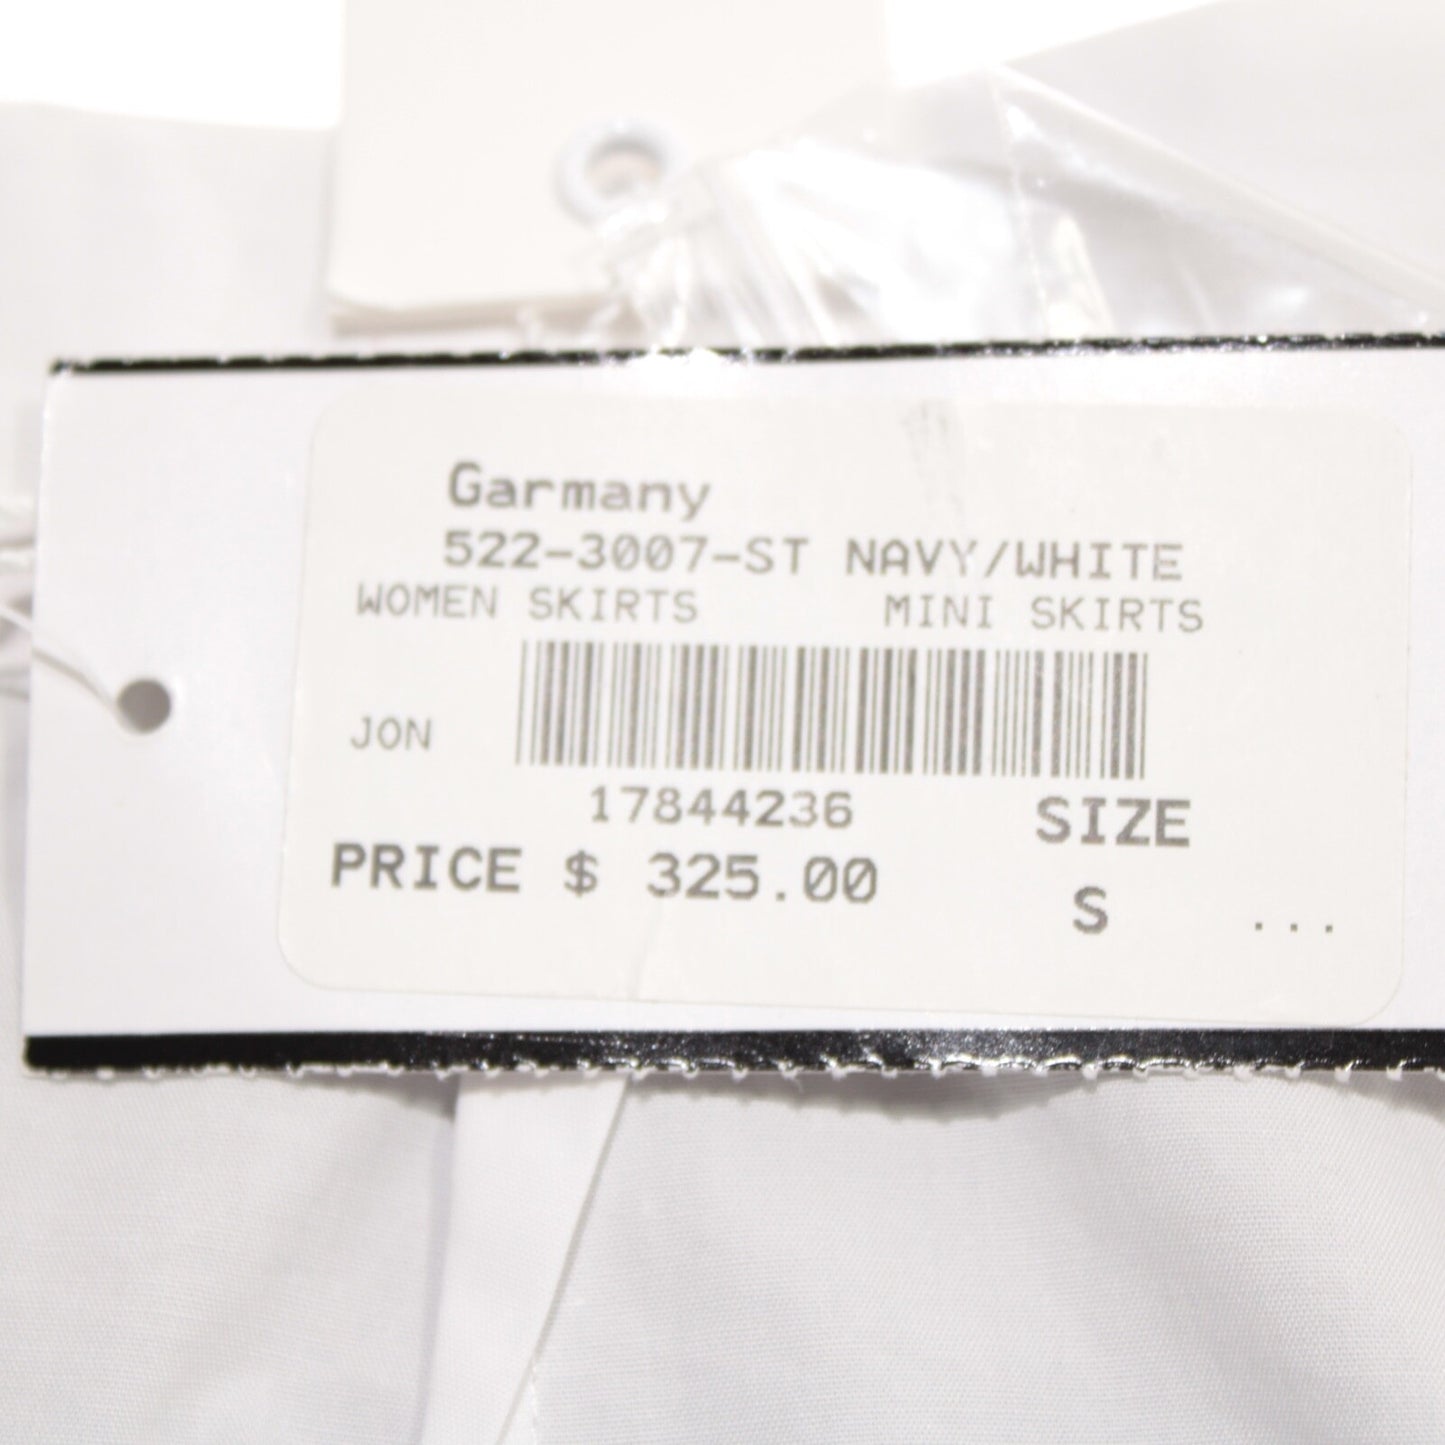 Garmany
522-3007-ST NAVY/WHITE
WOMEN SKIRTS MINI SKIRTS
JON
17844236
SIZE
PRICE $ 325.00
S ...